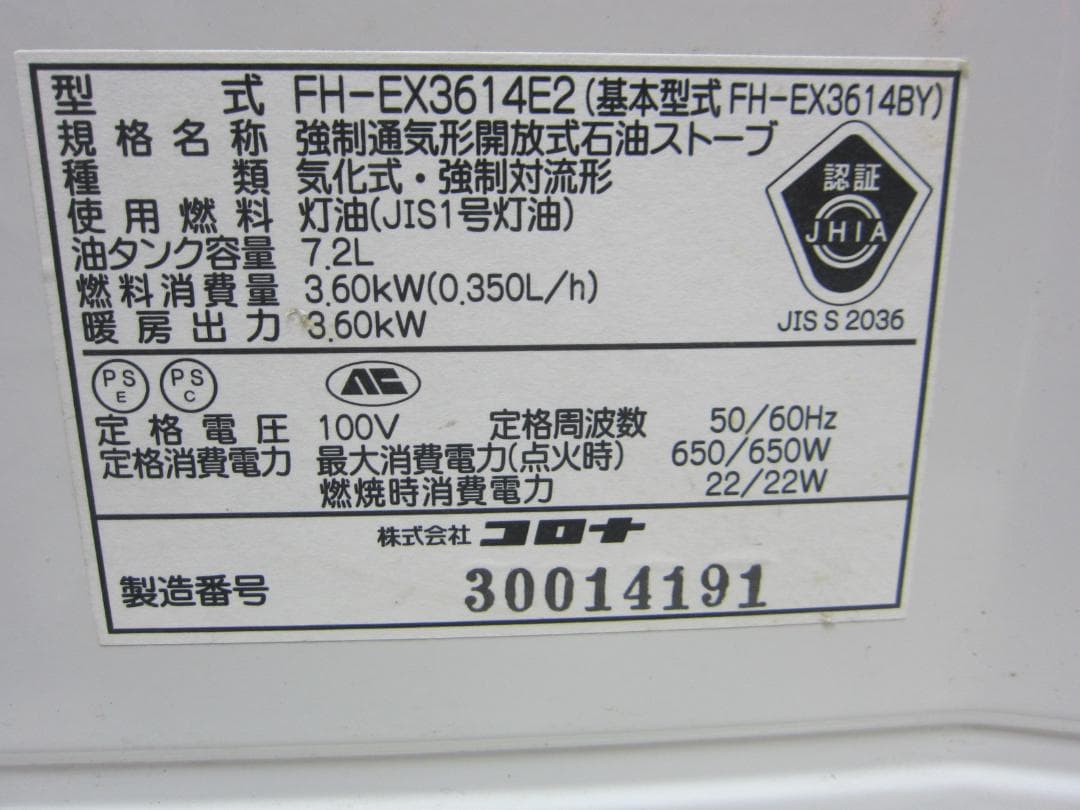 型式 FH-EX3614E2(基本型式 FH-EX3614BY)
規格名称 強制通気形開放式石油ストーブ
種類 気化式・強制対流形
使用燃料 灯油(JIS1号灯油)
油タンク容量 7.2L
燃料消費量 3.60kW(0.350L/h)
暖房出力 3.60kW
認証
JHIA
JIS S 2036
PS E PS C
定格電圧 100V 定格周波数 50/60Hz
定格消費電力 最大消費電力(点火時) 650/650W
燃焼時消費電力 22/22W
株式会社 コロナ
製造番号 30014191